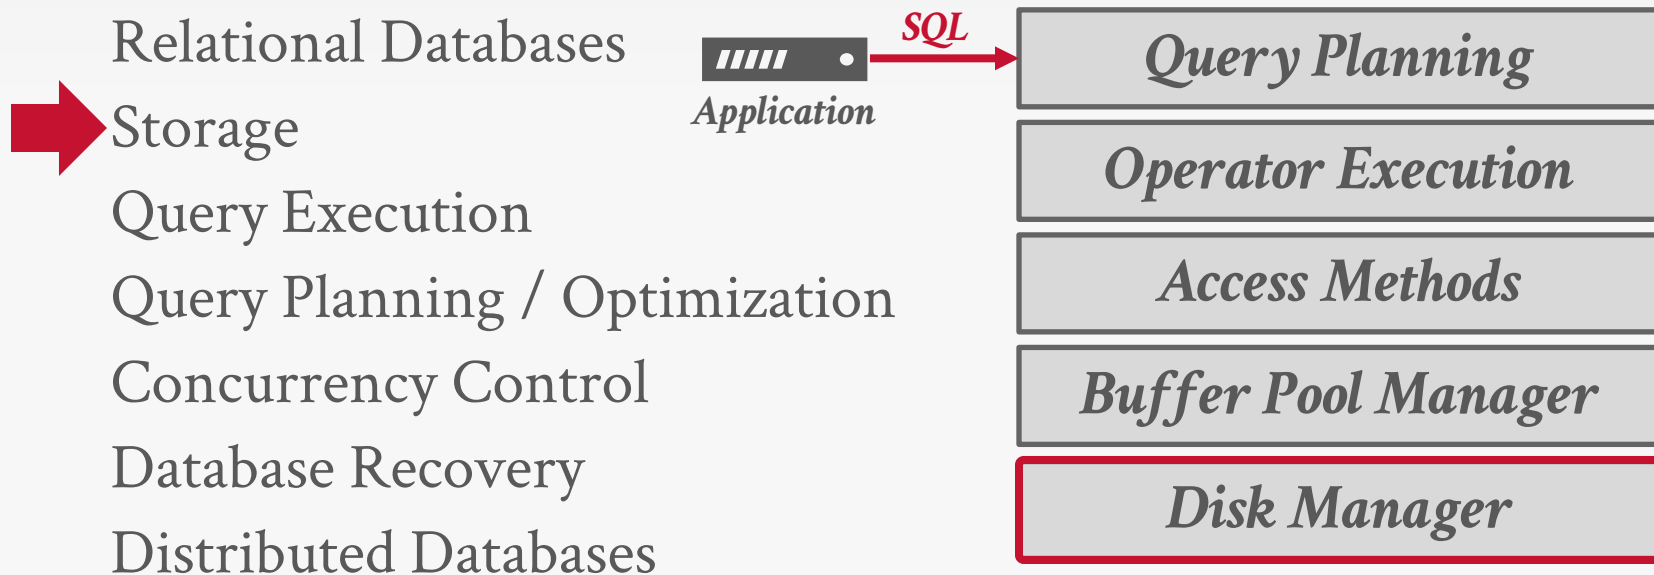 Relational Databases
Storage
Query Execution
Query Planning / Optimization
Concurrency Control
Database Recovery
Distributed Databases
SQL
Application
Query Planning
Operator Execution
Access Methods
Buffer Pool Manager
Disk Manager